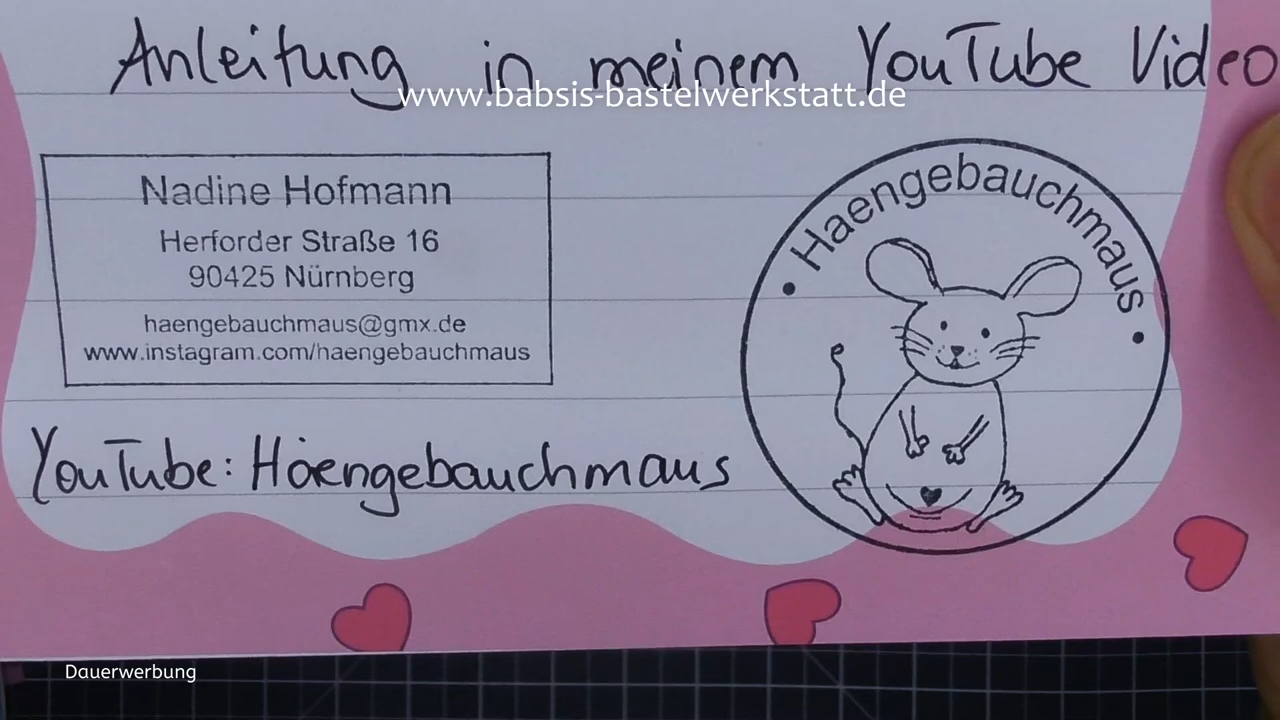 Anleitung in meinem YouTube Video
www.babsis-bastelwerkstatt.de
Nadine Hofmann
Herforder Straße 16
90425 Nürnberg
haengebauchmaus@gmx.de
www.instagram.com/haengebauchmaus
• Haengebauchmaus •
YouTube: Haengebauchmaus
Dauerwerbung